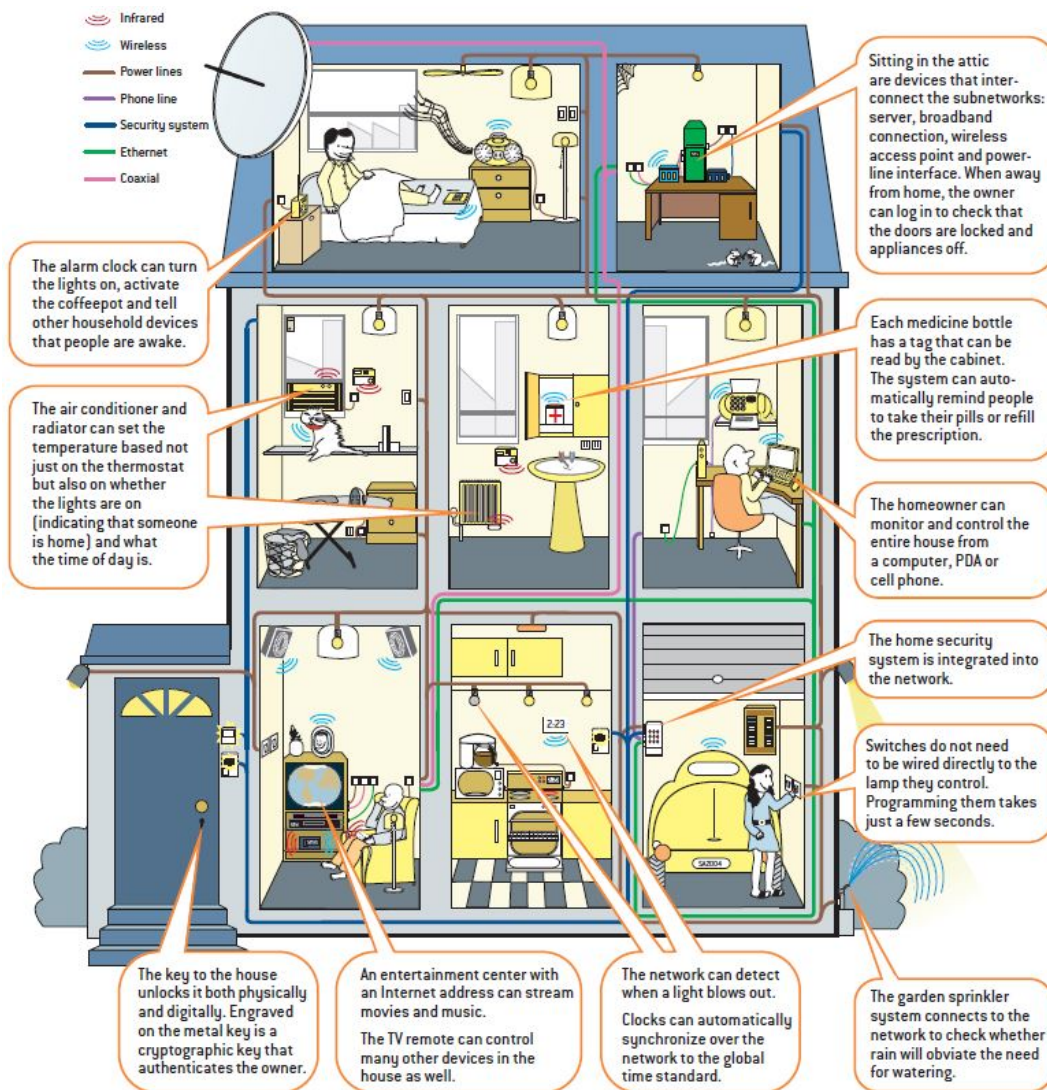 Infrared
Wireless
Power lines
Phone line
Security system
Ethernet
Coaxial
Sitting in the attic
are devices that inter-
connect the subnetworks:
server, broadband
connection, wireless
access point and power-
line interface. When away
from home, the owner
can log in to check that
the doors are locked and
appliances off.
The alarm clock can turn
the lights on, activate
the coffeepot and tell
other household devices
that people are awake.
Each medicine bottle
has a tag that can be
read by the cabinet.
The system can auto-
matically remind people
to take their pills or refill
the prescription.
The air conditioner and
radiator can set the
temperature based not
just on the thermostat
but also on whether
the lights are on
(indicating that someone
is home) and what
the time of day is.
The homeowner can
monitor and control the
entire house from
a computer, PDA or
cell phone.
The home security
system is integrated into
the network.
2:23
Switches do not need
to be wired directly to the
lamp they control.
Programming them takes
just a few seconds.
SA2004
The key to the house
unlocks it both physically
and digitally. Engraved
on the metal key is a
cryptographic key that
authenticates the owner.
An entertainment center with
an Internet address can stream
movies and music.
The TV remote can control
many other devices in the
house as well.
The network can detect
when a light blows out.
Clocks can automatically
synchronize over the
network to the global
time standard.
The garden sprinkler
system connects to the
network to check whether
rain will obviate the need
for watering.